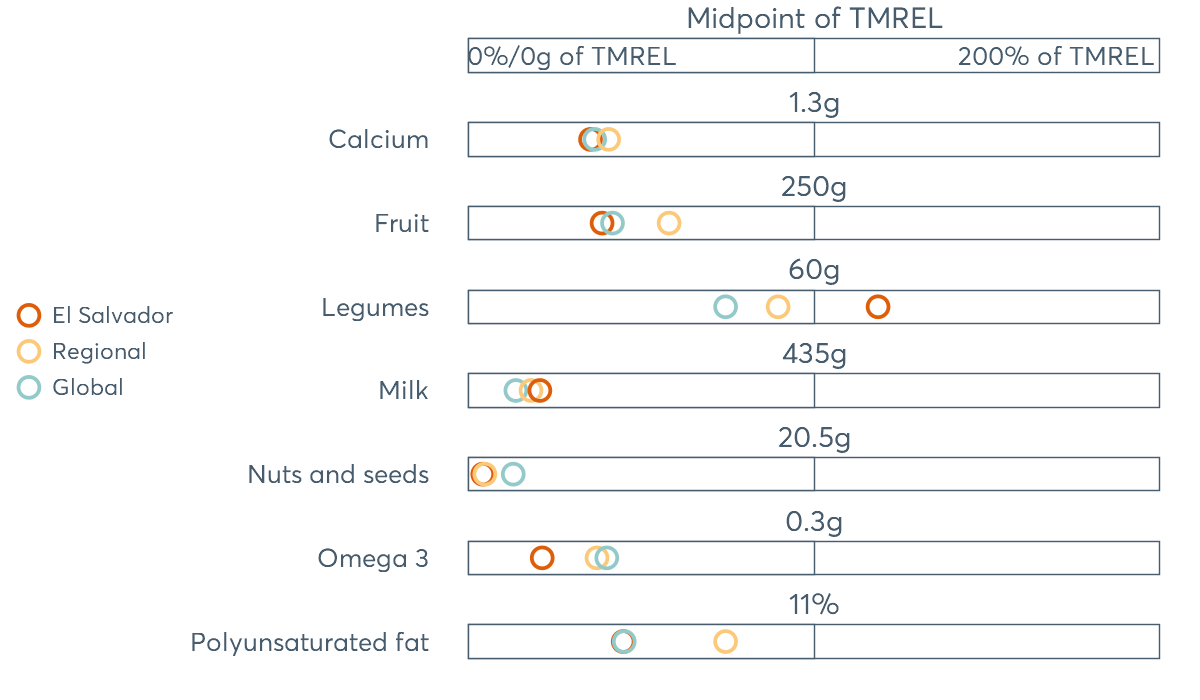 Midpoint of TMREL
0%/0g of TMREL
200% of TMREL
1.3g
Calcium
250g
Fruit
60g
Legumes
El Salvador
Regional
Global
435g
Milk
20.5g
Nuts and seeds
0.3g
Omega 3
11%
Polyunsaturated fat